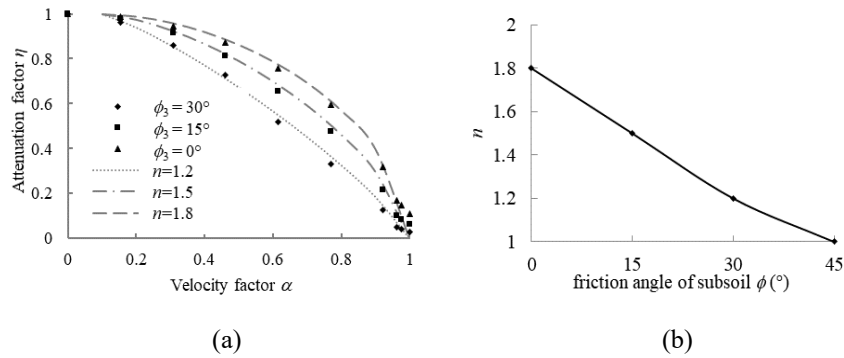 (a)
Attenuation factor η
1
0.8
0.6
0.4
0.2
0
ϕ3 = 30°
ϕ3 = 15°
ϕ3 = 0°
n=1.2
n=1.5
n=1.8
0 0.2 0.4 0.6 0.8 1
Velocity factor α
(a)
(b)
n
2
1.8
1.6
1.4
1.2
1
0 15 30 45
friction angle of subsoil ϕ (°)
(b)